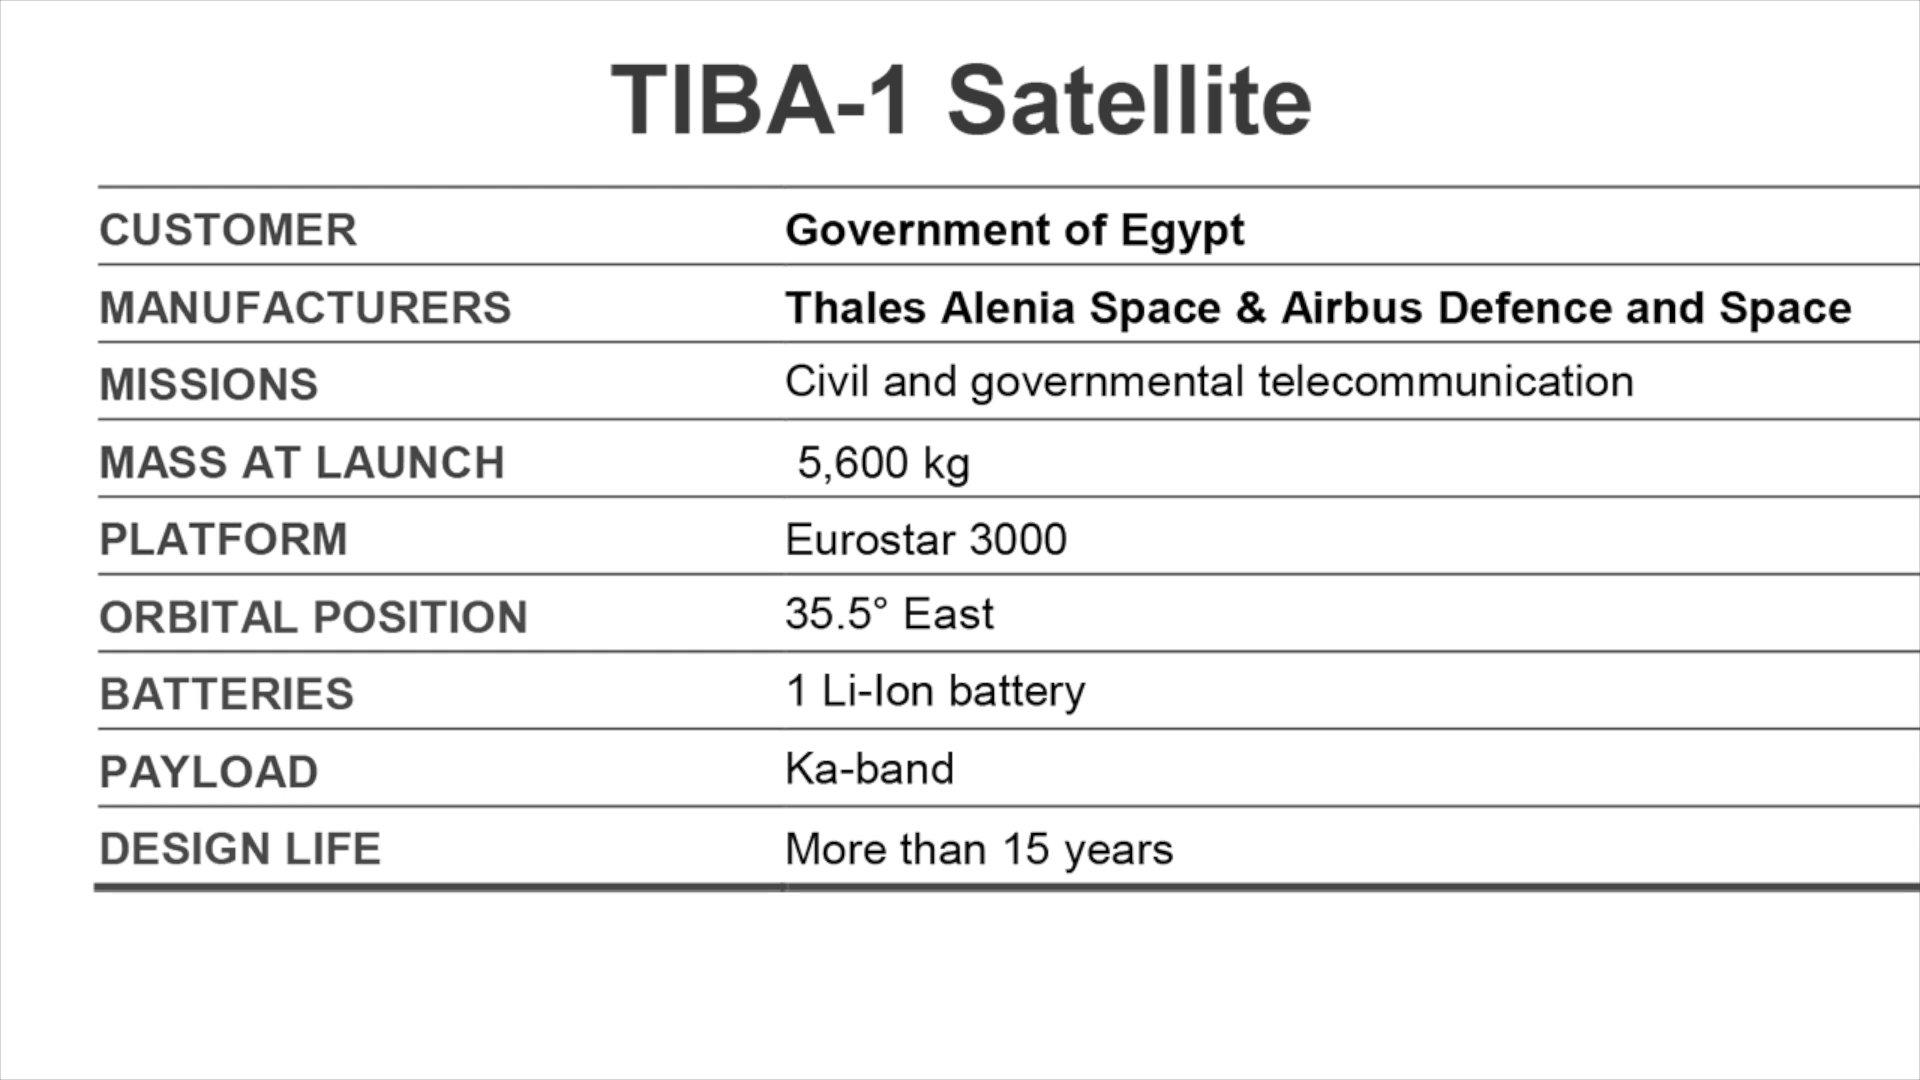 TIBA-1 Satellite
CUSTOMER Government of Egypt
MANUFACTURERS Thales Alenia Space & Airbus Defence and Space
MISSIONS Civil and governmental telecommunication
MASS AT LAUNCH 5,600 kg
PLATFORM Eurostar 3000
ORBITAL POSITION 35.5° East
BATTERIES 1 Li-Ion battery
PAYLOAD Ka-band
DESIGN LIFE More than 15 years